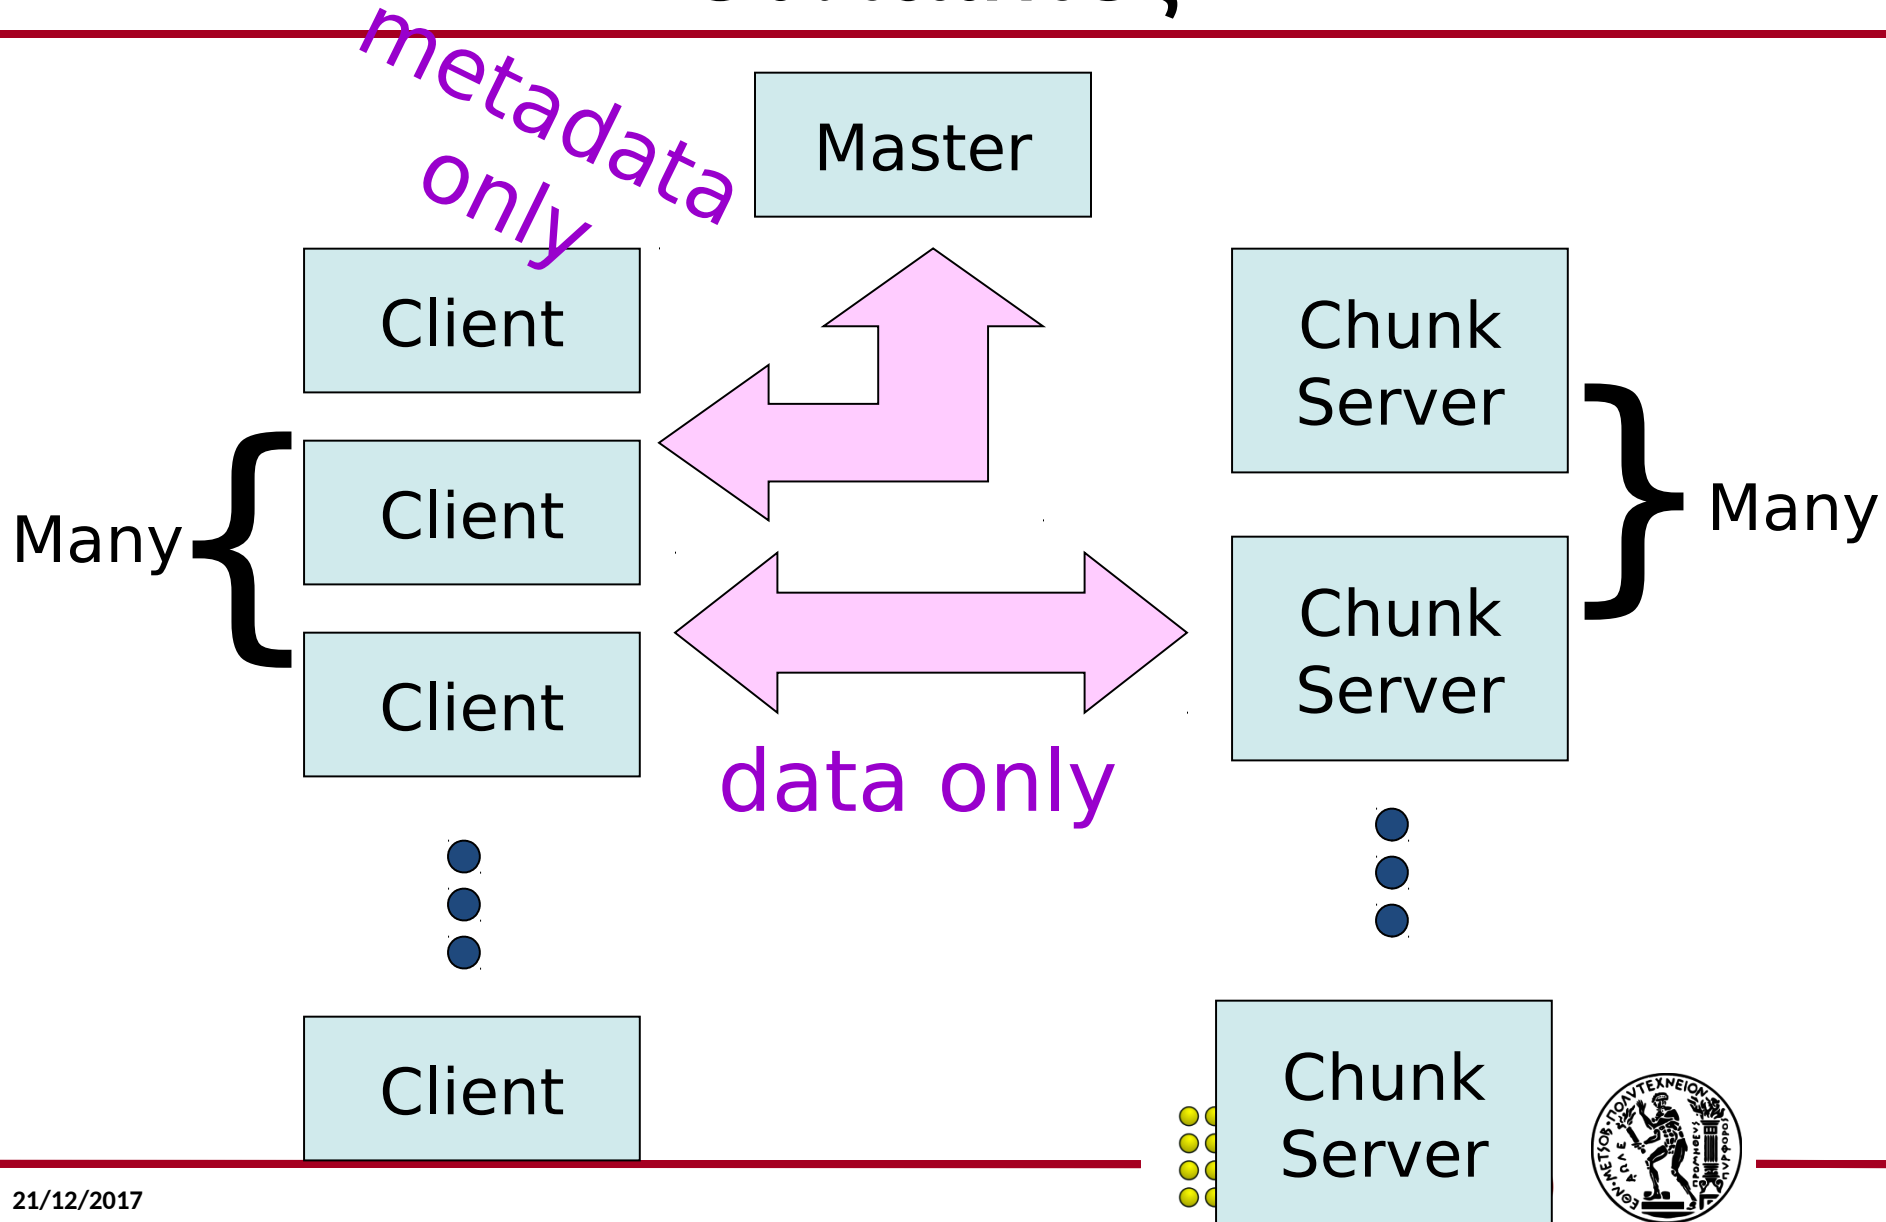 metadata
only
Master
Client
Client
Client
Client
Many
Many
Chunk
Server
Chunk
Server
Chunk
Server
data only
21/12/2017